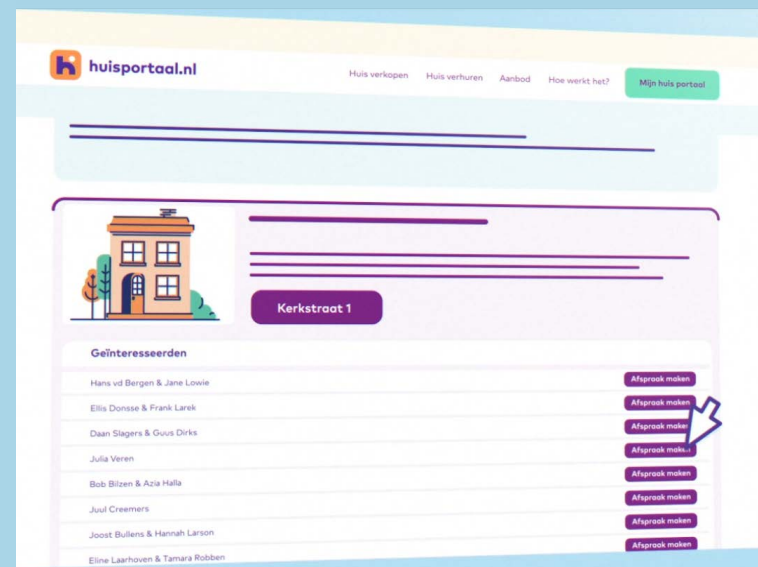 huisportaal.nl
Huis verkopen Huis verhuren Aanbod Hoe werkt het? Mijn huis portaal
Kerkstraat 1
Geïnteresseerden
Hans vd Bergen & Jane Lowie Afspraak maken
Ellis Donsse & Frank Larek Afspraak maken
Daan Slagers & Guus Dirks Afspraak maken
Julia Veren Afspraak maken
Bob Bilzen & Azia Halla Afspraak maken
Juul Creemers Afspraak maken
Joost Bullens & Hannah Larson Afspraak maken
Eline Laarhoven & Tamara Robben Afspraak maken